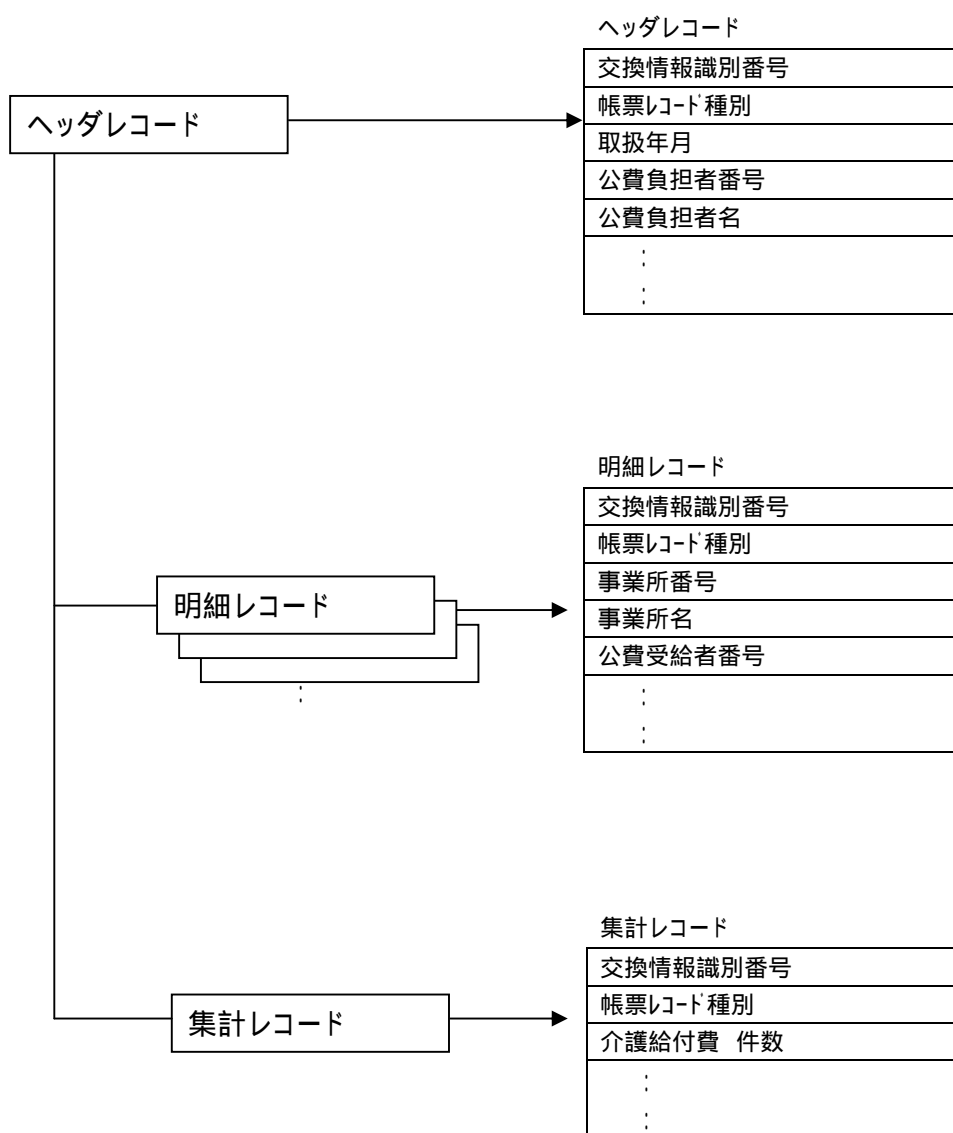 ヘッダレコード
ヘッダレコード
交換情報識別番号
帳票ﾚｺｰﾄﾞ種別
取扱年月
公費負担者番号
公費負担者名
:
:
明細レコード
明細レコード
交換情報識別番号
帳票ﾚｺｰﾄﾞ種別
事業所番号
事業所名
公費受給者番号
:
:
:
集計レコード
集計レコード
交換情報識別番号
帳票ﾚｺｰﾄﾞ種別
介護給付費　件数
:
: